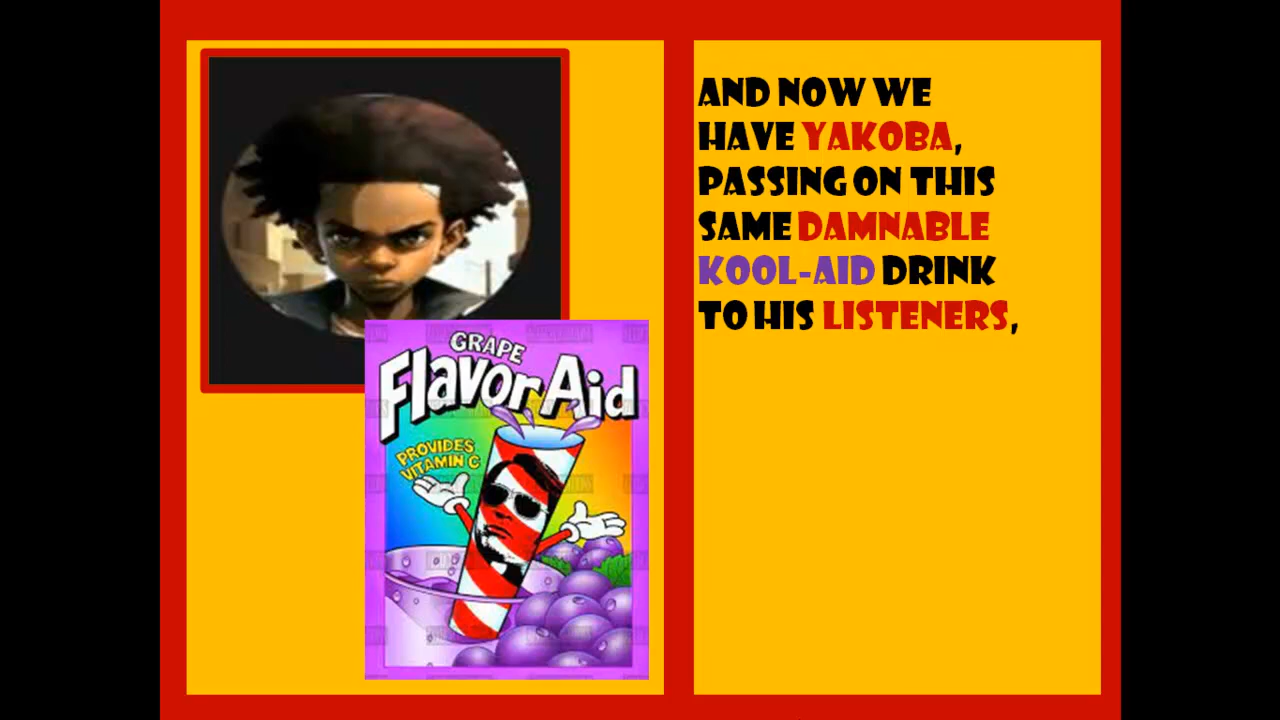 AND NOW WE
HAVE YAKOBA,
PASSING ON THIS
SAME DAMNABLE
KOOL-AID DRINK
TO HIS LISTENERS,
GRAPE
Flavor Aid
PROVIDES
VITAMIN C